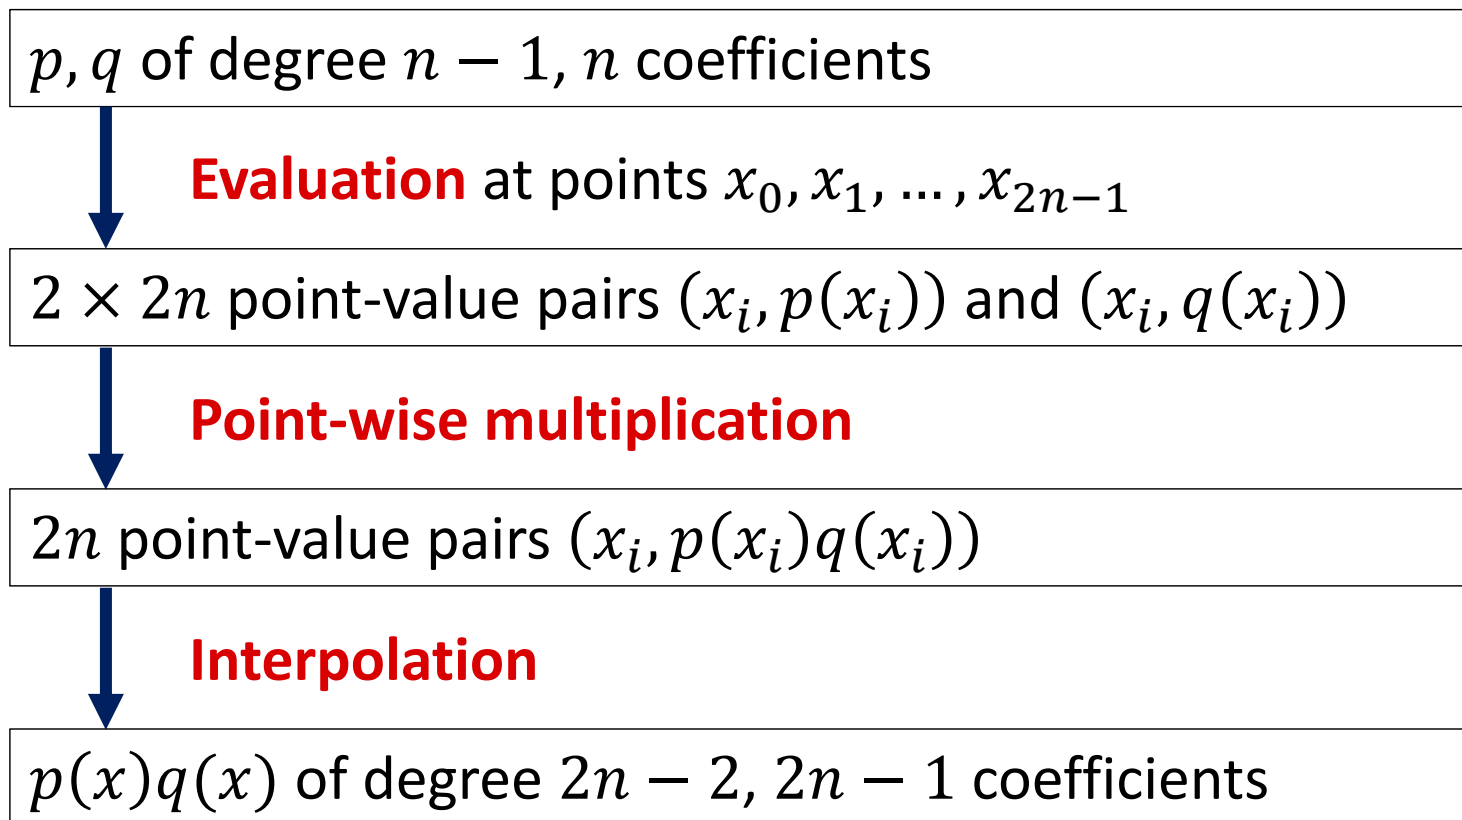 p, q of degree n − 1, n coefficients
Evaluation at points x₀, x₁, … , x₂ₙ₋₁
2 × 2n point-value pairs (xᵢ, p(xᵢ)) and (xᵢ, q(xᵢ))
Point-wise multiplication
2n point-value pairs (xᵢ, p(xᵢ)q(xᵢ))
Interpolation
p(x)q(x) of degree 2n − 2, 2n − 1 coefficients